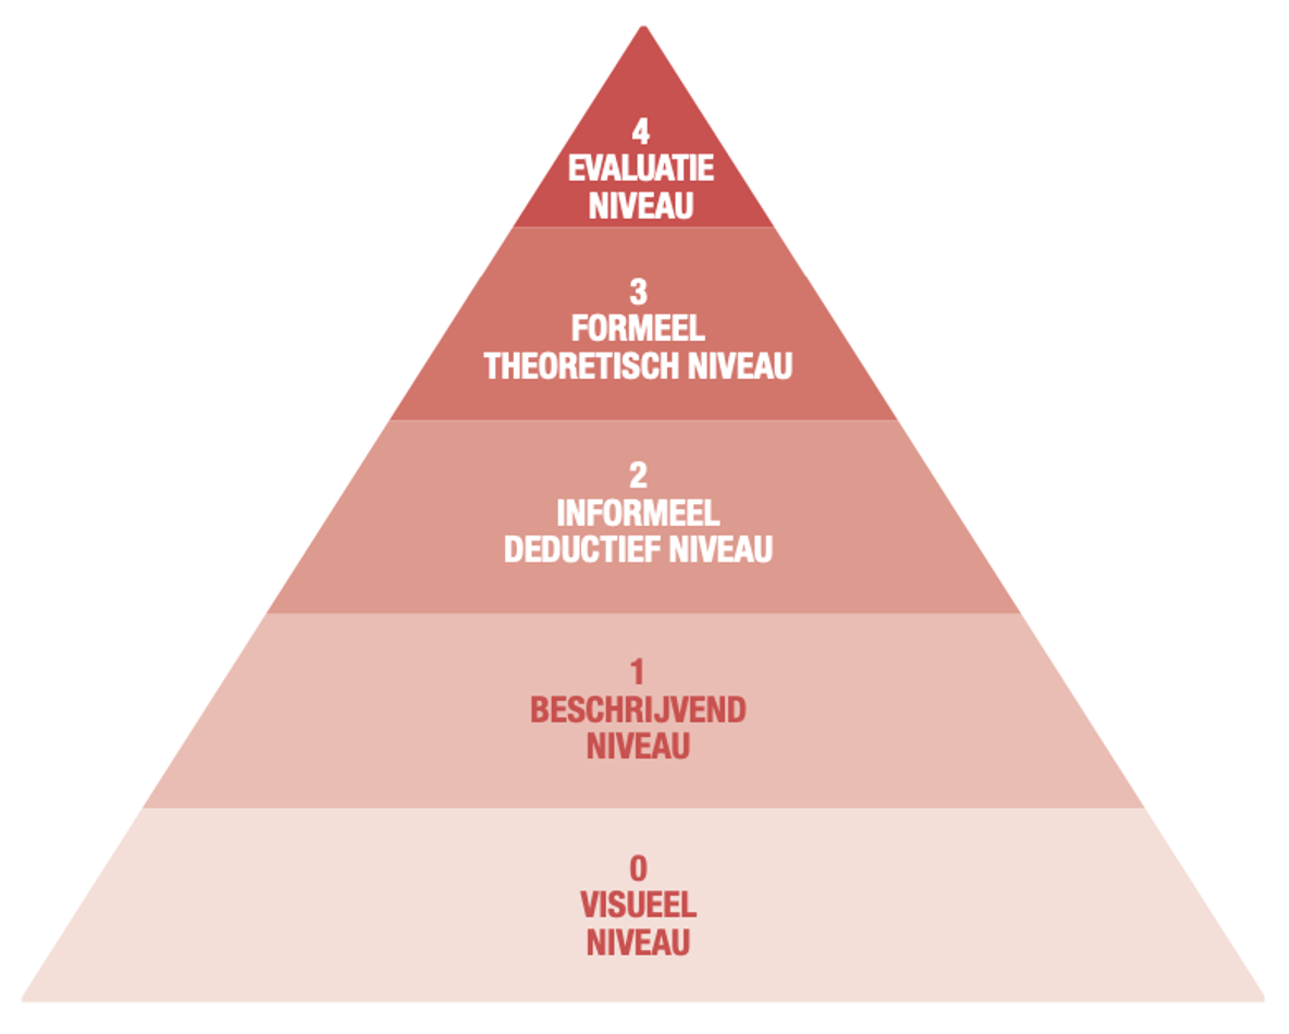 4
EVALUATIE
NIVEAU
3
FORMEEL
THEORETISCH NIVEAU
2
INFORMEEL
DEDUCTIEF NIVEAU
1
BESCHRIJVEND
NIVEAU
0
VISUEEL
NIVEAU